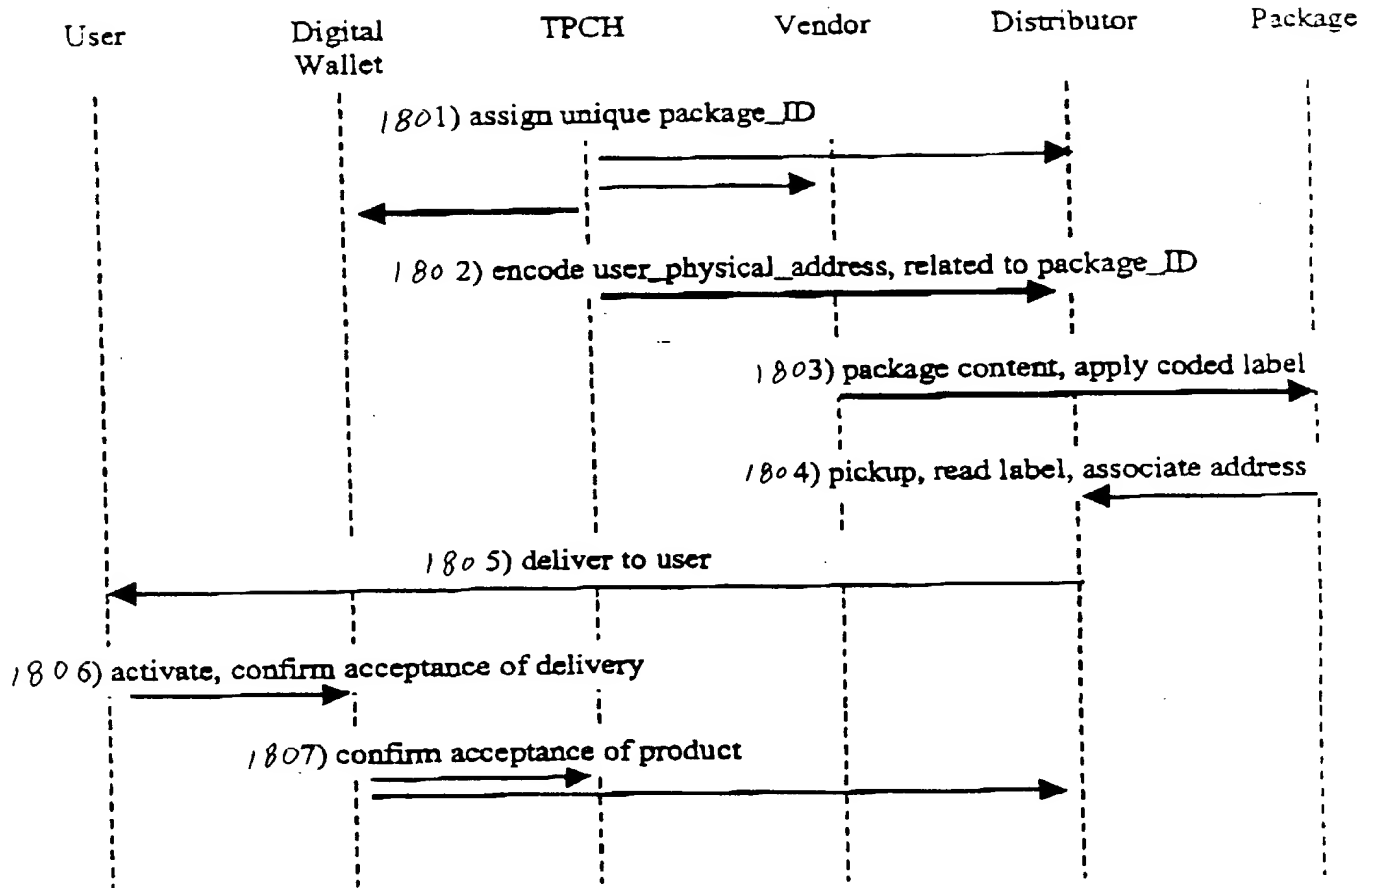 User Digital TPCH Vendor Distributor Package
Wallet
1801) assign unique package_ID
1802) encode user_physical_address, related to package_ID
1803) package content, apply coded label
1804) pickup, read label, associate address
1805) deliver to user
1806) activate, confirm acceptance of delivery
1807) confirm acceptance of product